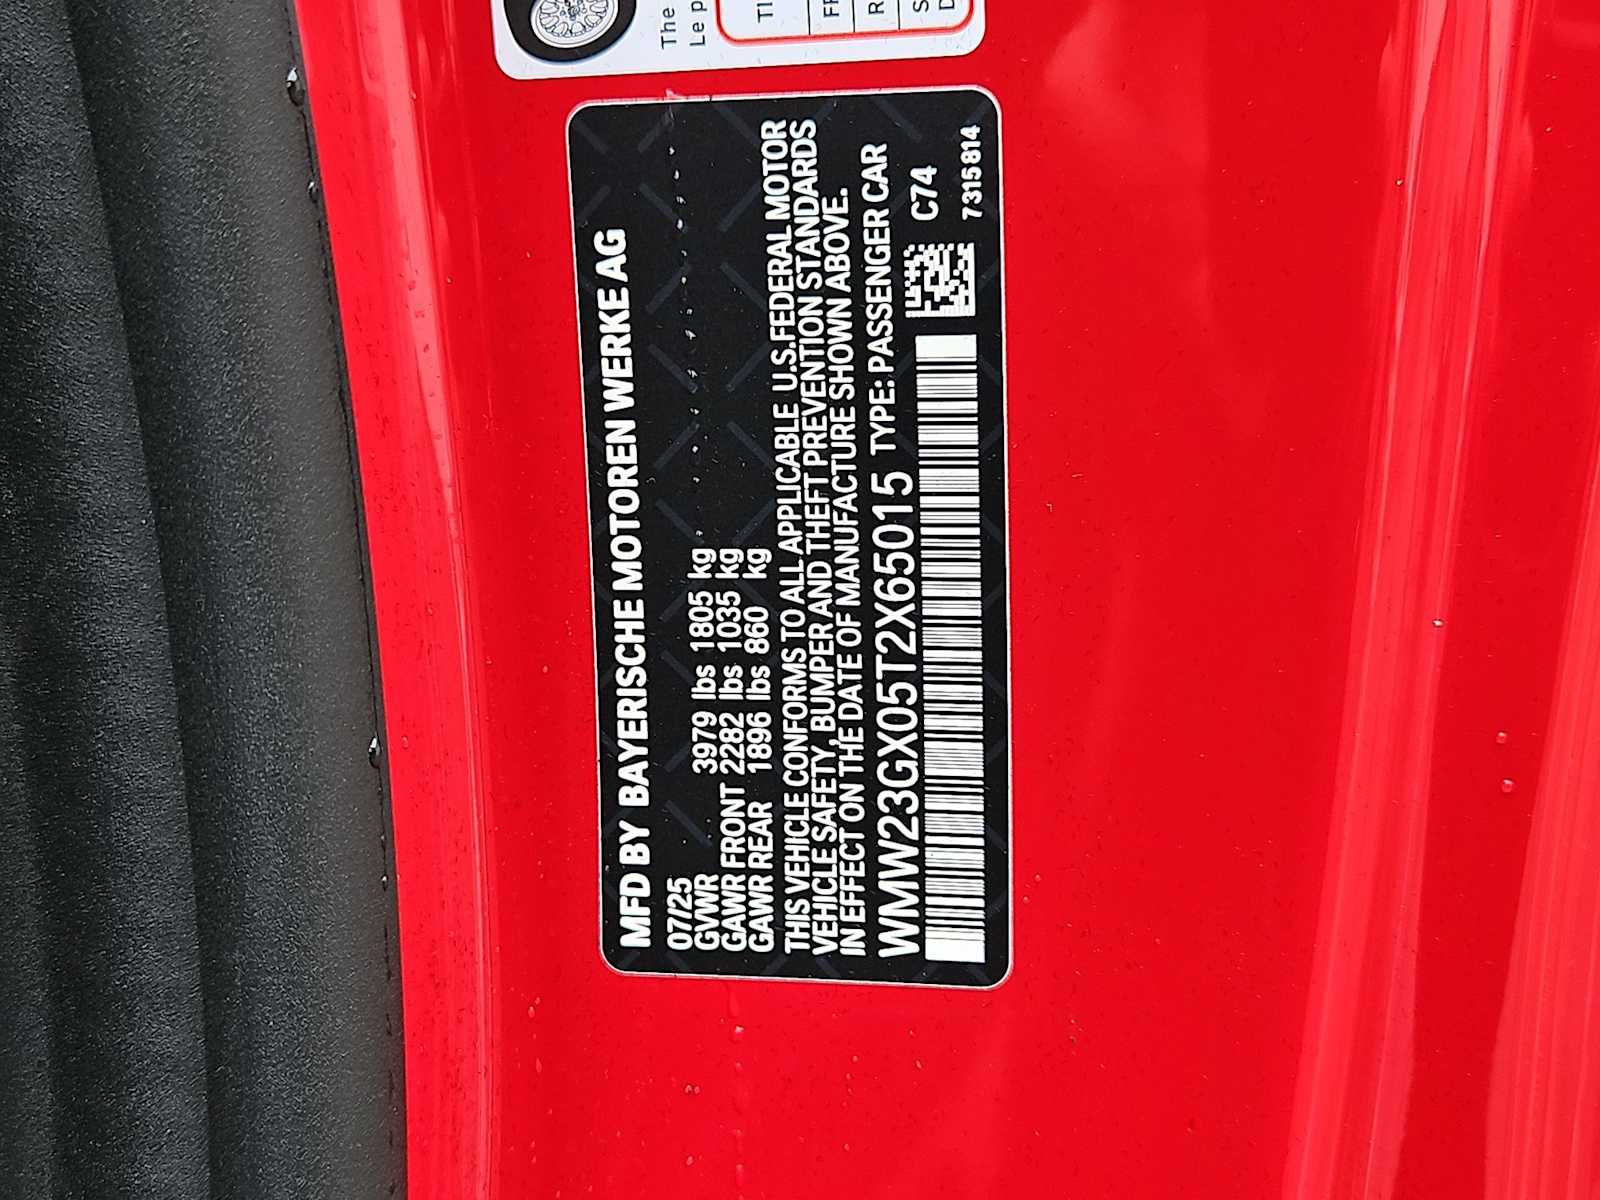 The
Le p
MFD BY BAYERISCHE MOTOREN WERKE AG
07/25
GVWR 3979 lbs 1805 kg
GAWR FRONT 2282 lbs 1035 kg
GAWR REAR 1896 lbs 860 kg
THIS VEHICLE CONFORMS TO ALL APPLICABLE U.S.FEDERAL MOTOR
VEHICLE SAFETY, BUMPER AND THEFT PREVENTION STANDARDS
IN EFFECT ON THE DATE OF MANUFACTURE SHOWN ABOVE.
WMW23GX05T2X65015 TYPE: PASSENGER CAR
C74
7315814